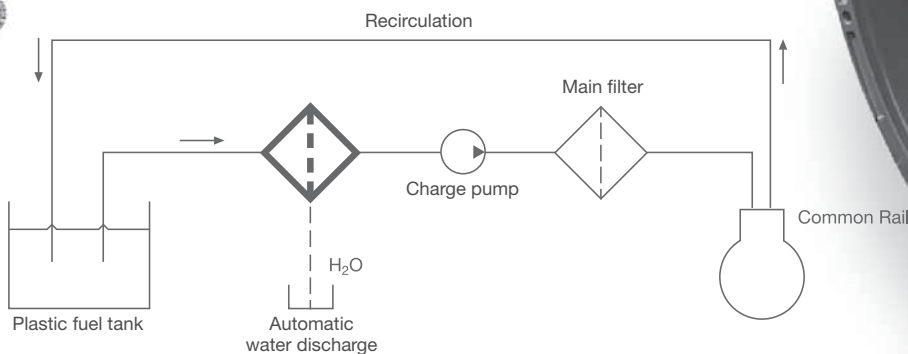 Recirculation
Main filter
Charge pump
Common Rail
H₂O
Plastic fuel tank
Automatic
water discharge